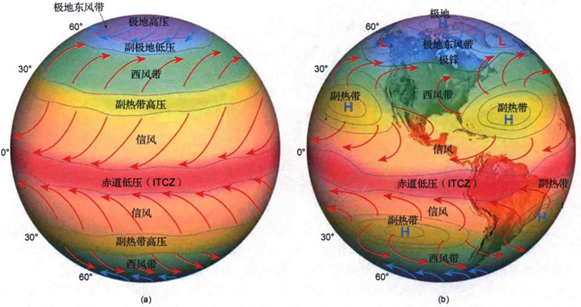 极地东风带
极地高压
60°
副极地低压
30°
西风带
副热带高压
信风
0°
赤道低压（ITCZ）
信风
30°
副热带高压
西风带
60°
(a)
极地
H
60°
L
极地东风带
L
极锋
30°
西风带
副热带
H
副热带
H
信风
0°
赤道低压（ITCZ）
副热带
H
信风
副热带
H
30°
西风带
60°
(b)